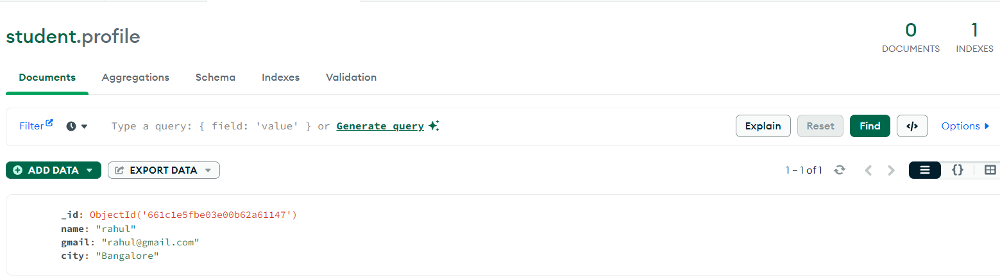 student.profile
0 DOCUMENTS
1 INDEXES
Documents Aggregations Schema Indexes Validation
Filter Type a query: { field: 'value' } or Generate query Explain Reset Find </> Options
ADD DATA EXPORT DATA 1 – 1 of 1 {}
_id: ObjectId('661c1e5fbe03e00b62a61147')
name: "rahul"
gmail: "rahul@gmail.com"
city: "Bangalore"